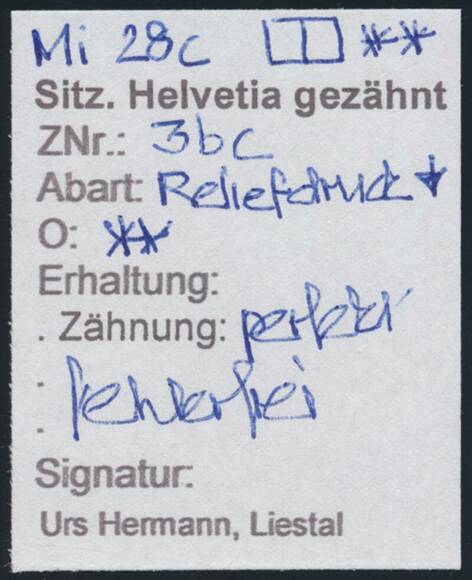 Mi 28c **
Sitz. Helvetia gezähnt
ZNr.: 3bc
Abart: Reliefdruck
O: **
Erhaltung:
. Zähnung: perfekt
. fehlerfrei
.
Signatur:
Urs Hermann, Liestal